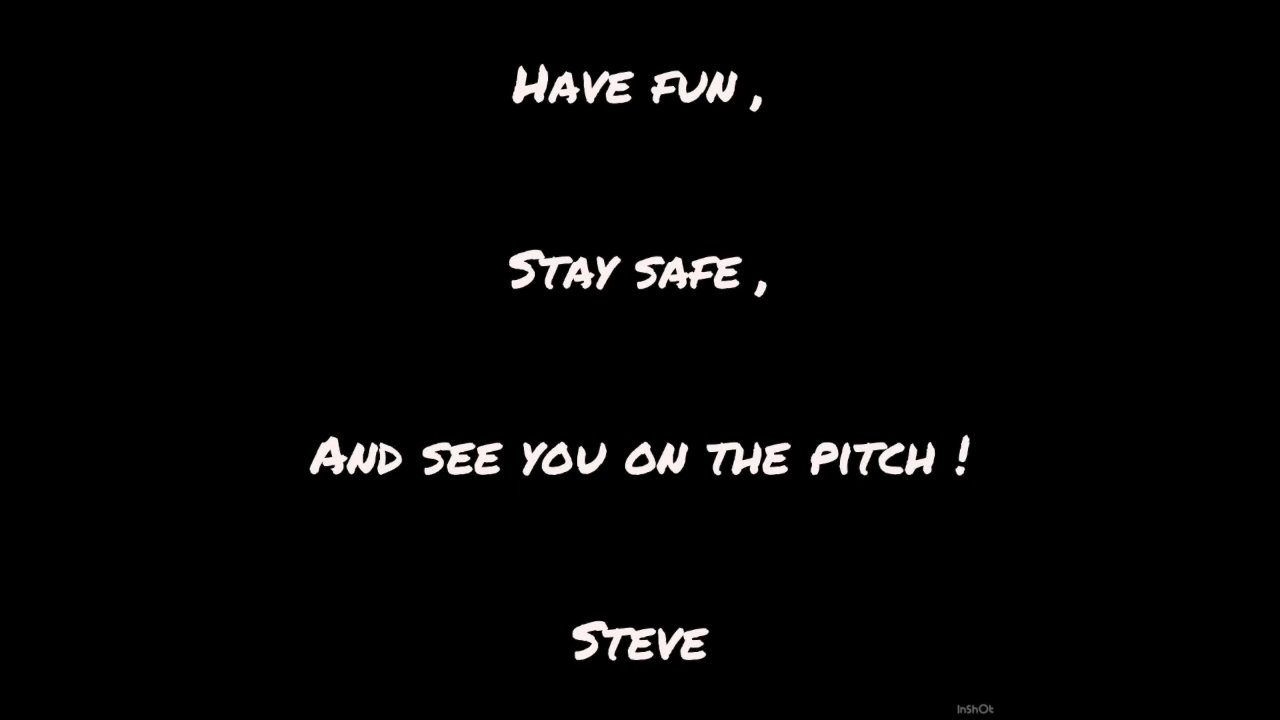 Have fun ,
Stay safe ,
And see you on the pitch !
Steve
InShOt